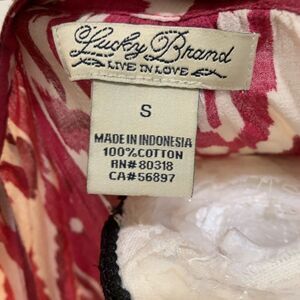 Lucky Brand
LIVE IN LOVE
S
MADE IN INDONESIA
100% COTTON
RN# 80318
CA# 56897